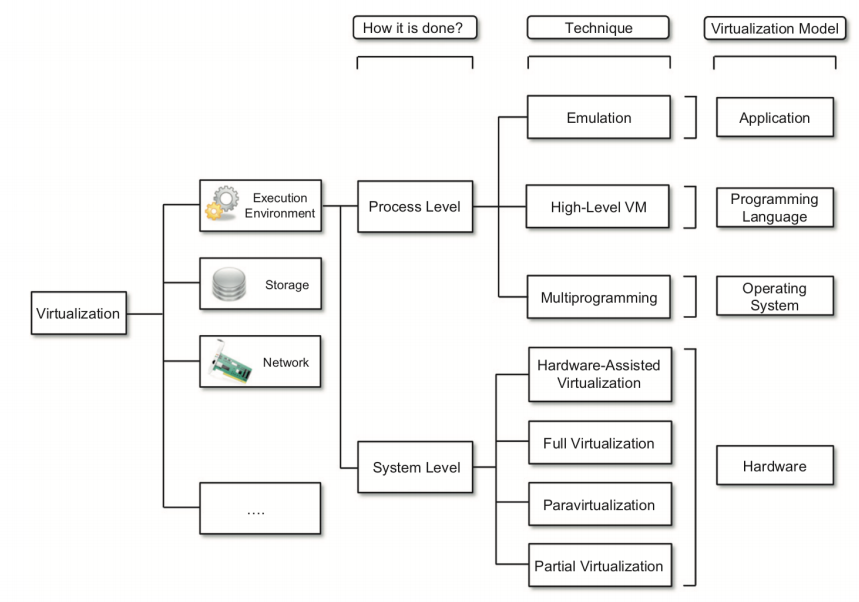 How it is done?
Technique
Virtualization Model
Emulation
Application
Execution
Environment
Process Level
High-Level VM
Programming
Language
Storage
Multiprogramming
Operating
System
Virtualization
Network
Hardware-Assisted
Virtualization
Full Virtualization
System Level
Hardware
Paravirtualization
....
Partial Virtualization